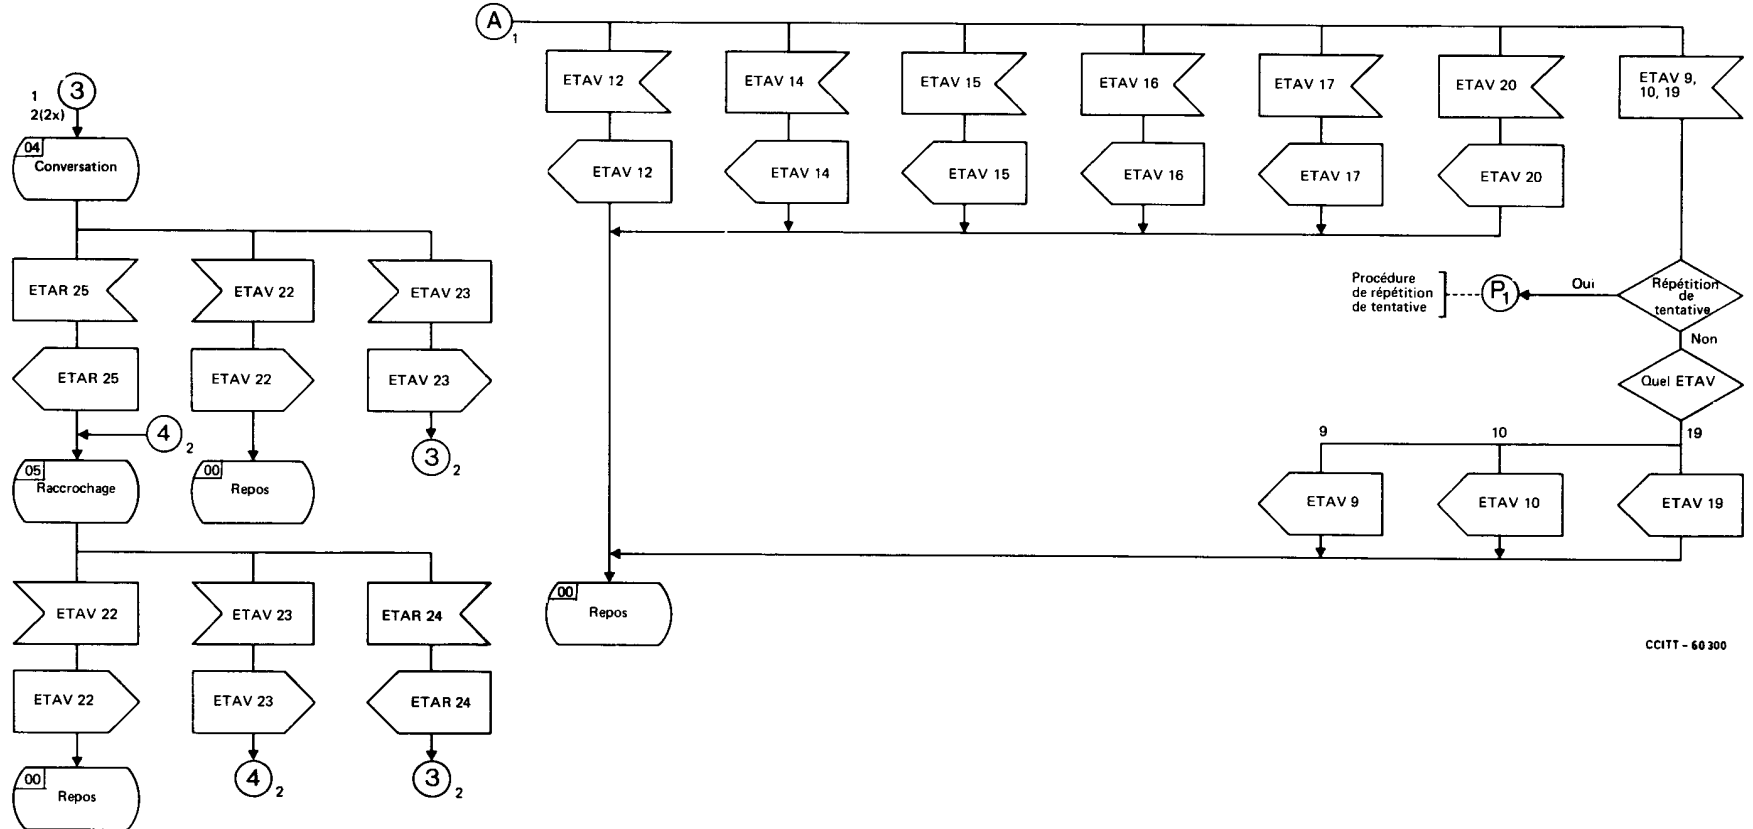 A
1
ETAV 12
ETAV 14
ETAV 15
ETAV 16
ETAV 17
ETAV 20
ETAV 9,
10, 19
ETAV 12
ETAV 14
ETAV 15
ETAV 16
ETAV 17
ETAV 20
Procédure
de répétition
de tentative
P1
Oui
Répétition
de
tentative
Non
Quel ETAV
9
10
19
ETAV 9
ETAV 10
ETAV 19
00
Repos
1
2(2x)
3
04
Conversation
ETAR 25
ETAV 22
ETAV 23
ETAR 25
ETAV 22
ETAV 23
4
2
3
2
05
Raccrochage
00
Repos
ETAV 22
ETAV 23
ETAR 24
ETAV 22
ETAV 23
ETAR 24
4
2
3
2
00
Repos
CCITT - 60 300